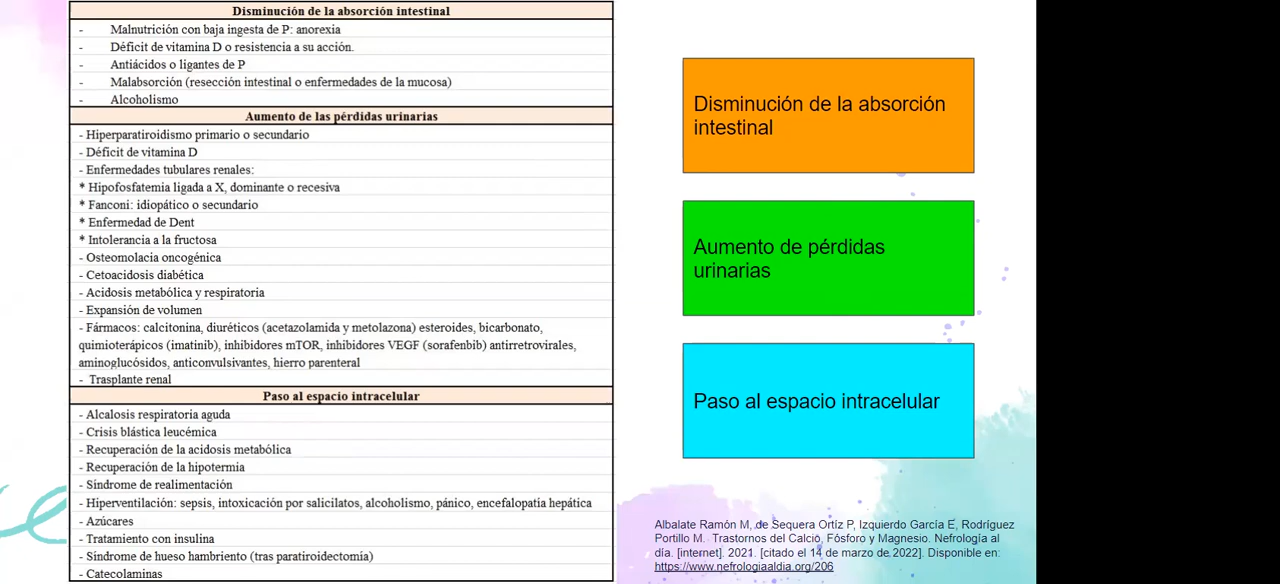 Disminución de la absorción intestinal
- Malnutrición con baja ingesta de P: anorexia
- Déficit de vitamina D o resistencia a su acción.
- Antiácidos o ligantes de P
- Malabsorción (resección intestinal o enfermedades de la mucosa)
- Alcoholismo
Aumento de las pérdidas urinarias
- Hiperparatiroidismo primario o secundario
- Déficit de vitamina D
- Enfermedades tubulares renales:
* Hipofosfatemia ligada a X, dominante o recesiva
* Fanconi: idiopático o secundario
* Enfermedad de Dent
* Intolerancia a la fructosa
- Osteomolacia oncogénica
- Cetoacidosis diabética
- Acidosis metabólica y respiratoria
- Expansión de volumen
- Fármacos: calcitonina, diuréticos (acetazolamida y metolazona) esteroides, bicarbonato,
quimioterápicos (imatinib), inhibidores mTOR, inhibidores VEGF (sorafenbib) antirretrovirales,
aminoglucósidos, anticonvulsivantes, hierro parenteral
- Trasplante renal
Paso al espacio intracelular
- Alcalosis respiratoria aguda
- Crisis blástica leucémica
- Recuperación de la acidosis metabólica
- Recuperación de la hipotermia
- Síndrome de realimentación
- Hiperventilación: sepsis, intoxicación por salicilatos, alcoholismo, pánico, encefalopatía hepática
- Azúcares
- Tratamiento con insulina
- Síndrome de hueso hambriento (tras paratiroidectomía)
- Catecolaminas
Disminución de la absorción
intestinal
Aumento de pérdidas
urinarias
Paso al espacio intracelular
Albalate Ramón M, de Sequera Ortíz P, Izquierdo García E, Rodríguez
Portillo M. Trastornos del Calcio, Fósforo y Magnesio. Nefrología al
día. [internet]. 2021. [citado el 14 de marzo de 2022]. Disponible en:
https://www.nefrologiaaldia.org/206